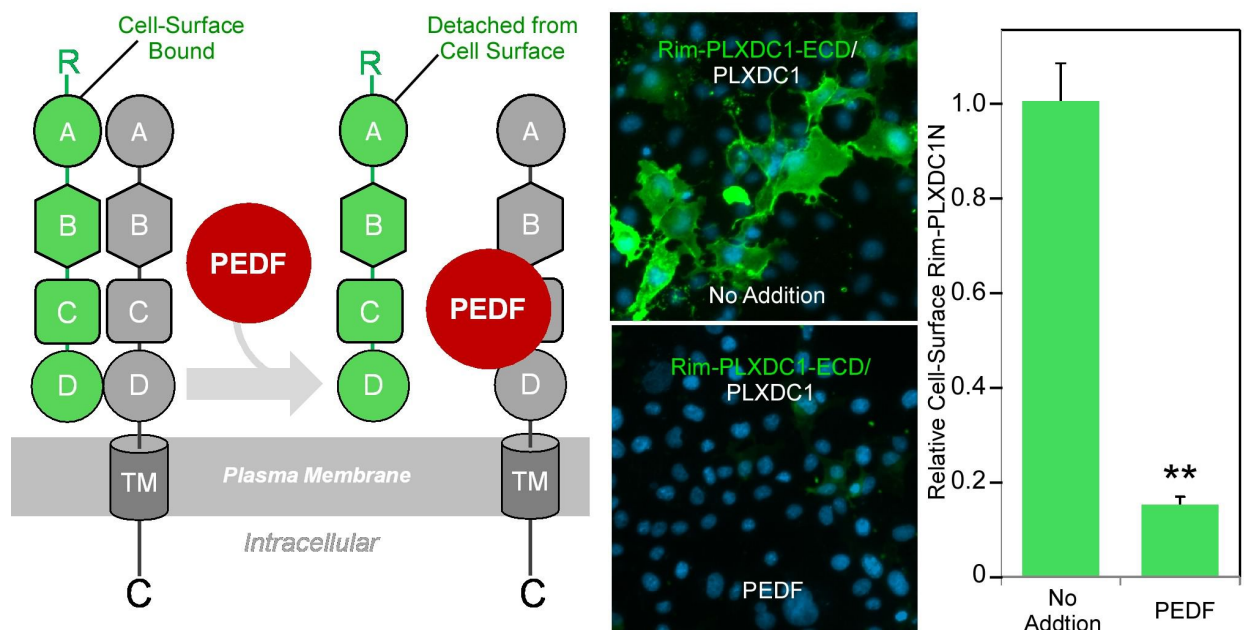 Cell-Surface
Bound
Detached from
Cell Surface
R
R
A
A
A
A
B
B
B
B
PEDF
PEDF
C
C
C
D
D
D
D
TM
Plasma Membrane
TM
Intracellular
C
C
Rim-PLXDC1-ECD/
PLXDC1
No Addition
Rim-PLXDC1-ECD/
PLXDC1
PEDF
Relative Cell-Surface Rim-PLXDC1N
1.0
0.8
0.6
0.4
0.2
0
**
No
Addtion
PEDF